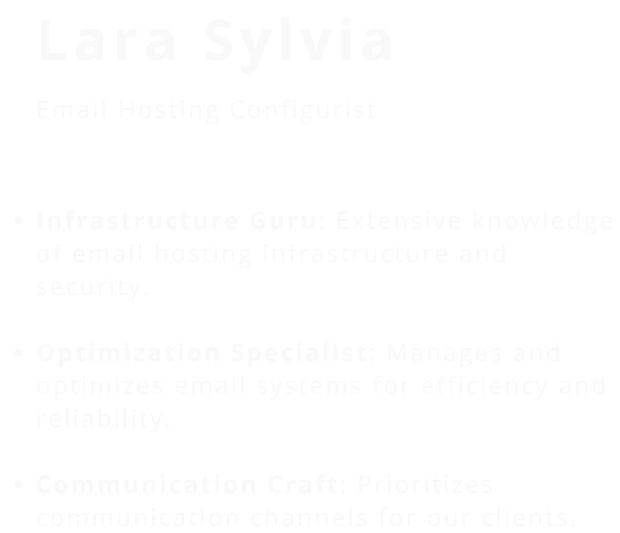 Lara Sylvia
Email Hosting Configurist
• Infrastructure Guru: Extensive knowledge
of email hosting infrastructure and
security.
• Optimization Specialist: Manages and
optimizes email systems for efficiency and
reliability.
• Communication Craft: Prioritizes
communication channels for our clients.